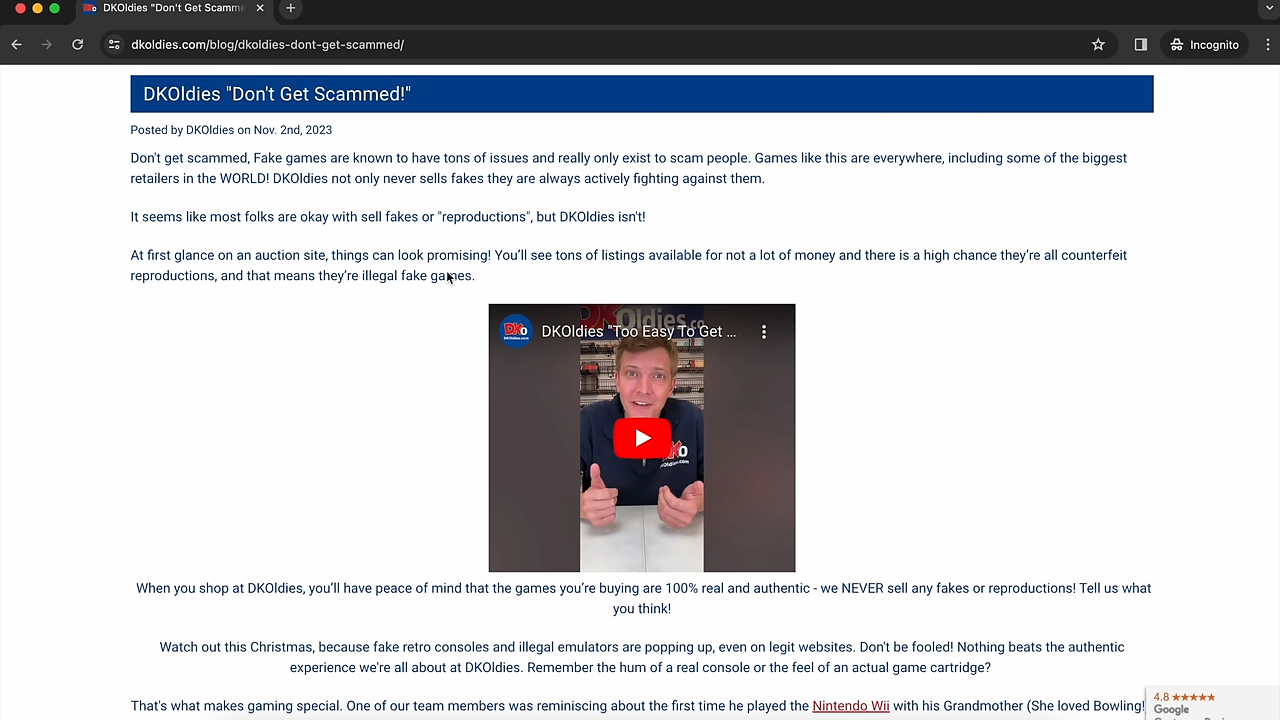 DKOldies "Don't Get Scamme
dkoldies.com/blog/dkoldies-dont-get-scammed/
Incognito
DKOldies "Don't Get Scammed!"
Posted by DKOldies on Nov. 2nd, 2023
Don't get scammed, Fake games are known to have tons of issues and really only exist to scam people. Games like this are everywhere, including some of the biggest
retailers in the WORLD! DKOldies not only never sells fakes they are always actively fighting against them.
It seems like most folks are okay with sell fakes or "reproductions", but DKOldies isn't!
At first glance on an auction site, things can look promising! You’ll see tons of listings available for not a lot of money and there is a high chance they’re all counterfeit
reproductions, and that means they’re illegal fake games.
DKOldies.co
DKo
DKOldies.com
DKOldies "Too Easy To Get ...
DKo
When you shop at DKOldies, you’ll have peace of mind that the games you’re buying are 100% real and authentic - we NEVER sell any fakes or reproductions! Tell us what
you think!
Watch out this Christmas, because fake retro consoles and illegal emulators are popping up, even on legit websites. Don't be fooled! Nothing beats the authentic
experience we're all about at DKOldies. Remember the hum of a real console or the feel of an actual game cartridge?
That's what makes gaming special. One of our team members was reminiscing about the first time he played the Nintendo Wii with his Grandmother (She loved Bowling!
4.8
Google